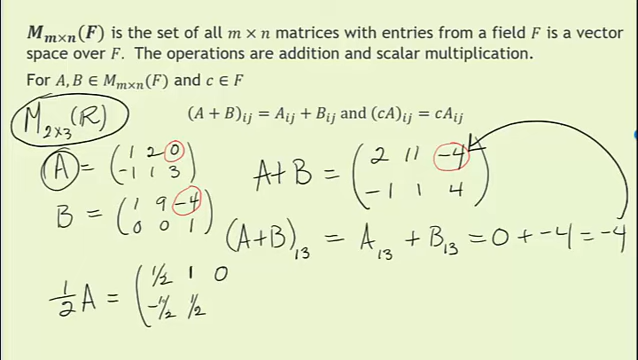 M_{m×n}(F) is the set of all m × n matrices with entries from a field F is a vector
space over F. The operations are addition and scalar multiplication.
For A, B ∈ M_{m×n}(F) and c ∈ F
(A + B)_{ij} = A_{ij} + B_{ij} and (cA)_{ij} = cA_{ij}
M_{2×3}(R)
A = ( 1 2 0
-1 1 3 )
A+B = ( 2 11 -4
-1 1 4 )
B = ( 1 9 -4
0 0 1 )
(A+B)_{13} = A_{13} + B_{13} = 0 + -4 = -4
1/2 A = ( 1/2 1 0
-1/2 1/2